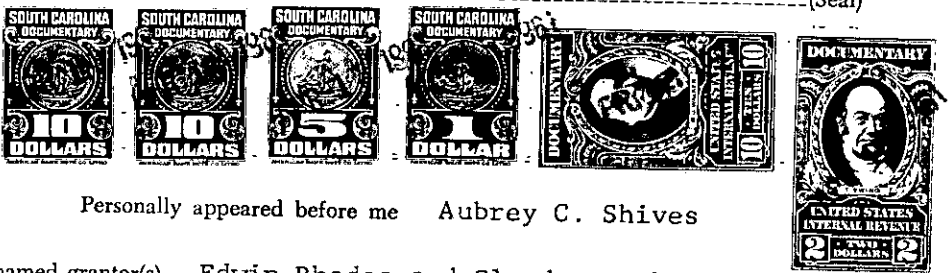 (Seal)
SOUTH CAROLINA SOUTH CAROLINA SOUTH CAROLINA SOUTH CAROLINA
DOCUMENTARY DOCUMENTARY DOCUMENTARY DOCUMENTARY
10 10 5 1
DOLLARS DOLLARS DOLLARS DOLLAR
DOCUMENTARY
UNITED STATES
INTERNAL REVENUE
10 DOLLARS 10
DOCUMENTARY
UNITED STATES
INTERNAL REVENUE
2 TWO DOLLARS 2
Personally appeared before me Aubrey C. Shives
named grantor(s) Edwin Rhodes and